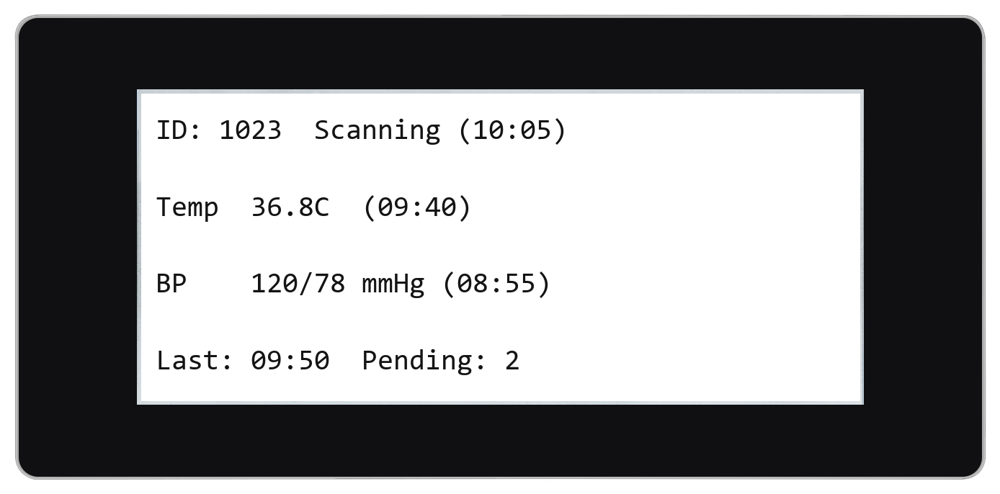 ID: 1023  Scanning (10:05)
Temp  36.8C  (09:40)
BP    120/78 mmHg (08:55)
Last: 09:50  Pending: 2